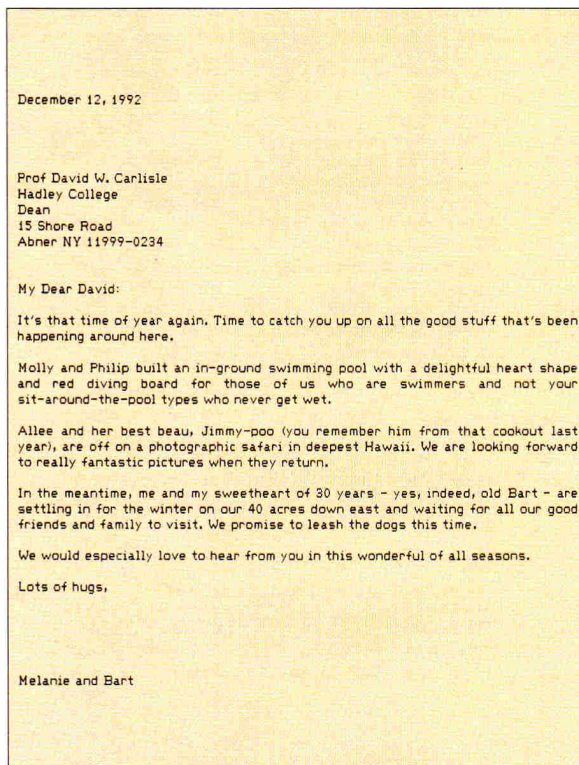 December 12, 1992
Prof David W. Carlisle
Hadley College
Dean
15 Shore Road
Abner NY 11999-0234
My Dear David:
It's that time of year again. Time to catch you up on all the good stuff that's been
happening around here.
Molly and Philip built an in-ground swimming pool with a delightful heart shape
and red diving board for those of us who are swimmers and not your
sit-around-the-pool types who never get wet.
Allee and her best beau, Jimmy-poo (you remember him from that cookout last
year), are off on a photographic safari in deepest Hawaii. We are looking forward
to really fantastic pictures when they return.
In the meantime, me and my sweetheart of 30 years - yes, indeed, old Bart - are
settling in for the winter on our 40 acres down east and waiting for all our good
friends and family to visit. We promise to leash the dogs this time.
We would especially love to hear from you in this wonderful of all seasons.
Lots of hugs,
Melanie and Bart